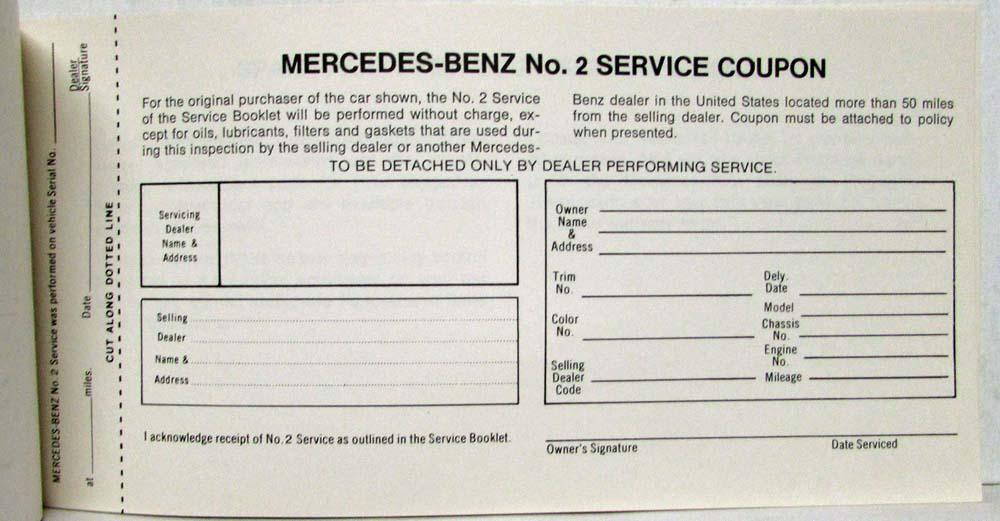 MERCEDES-BENZ No. 2 Service was performed on vehicle Serial No.
at miles. Date Dealer Signature
CUT ALONG DOTTED LINE
MERCEDES-BENZ No. 2 SERVICE COUPON
For the original purchaser of the car shown, the No. 2 Service
of the Service Booklet will be performed without charge, ex-
cept for oils, lubricants, filters and gaskets that are used dur-
ing this inspection by the selling dealer or another Mercedes-
Benz dealer in the United States located more than 50 miles
from the selling dealer. Coupon must be attached to policy
when presented.
TO BE DETACHED ONLY BY DEALER PERFORMING SERVICE.
Servicing
Dealer
Name &
Address
Selling
Dealer
Name &
Address
Owner
Name
&
Address
Trim
No.
Dely.
Date
Color
No.
Model
Chassis
No.
Engine
No.
Selling
Dealer
Code
Mileage
I acknowledge receipt of No. 2 Service as outlined in the Service Booklet.
Owner's Signature
Date Serviced